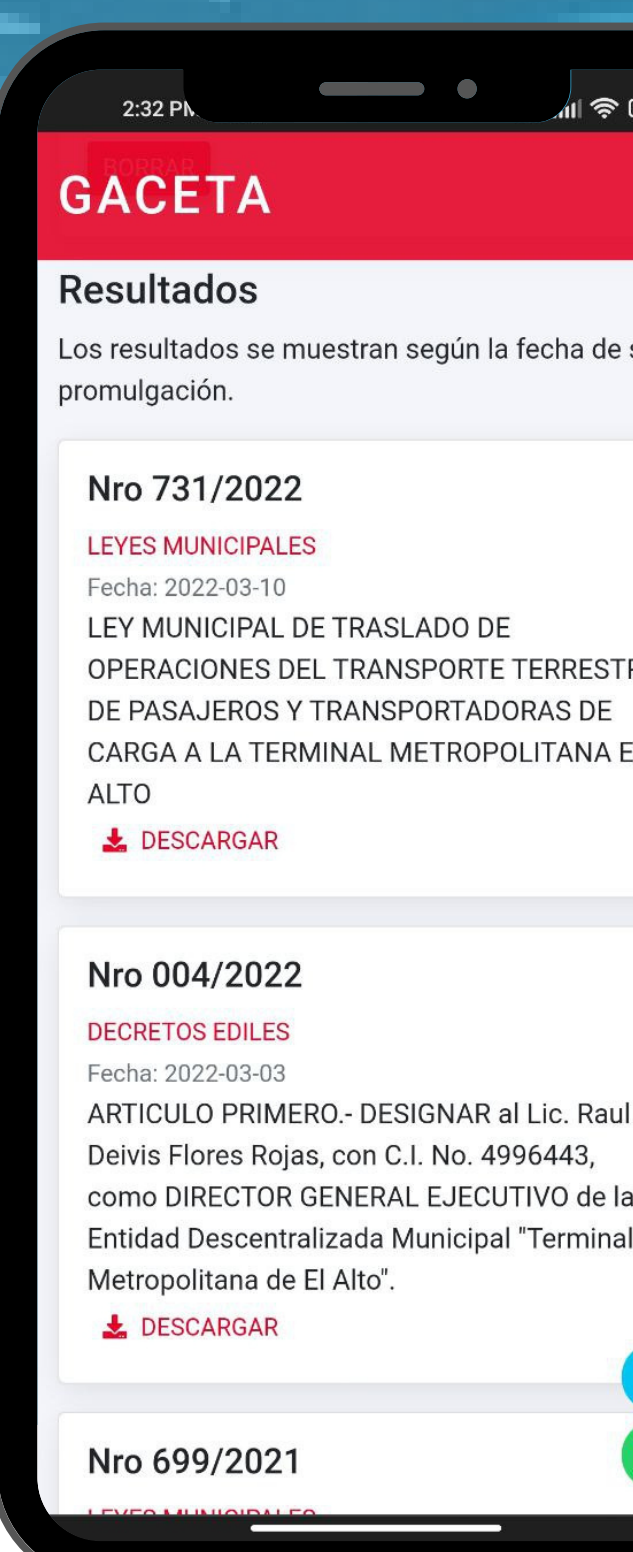 2:32 PM
BORRAR
GACETA
Resultados
Los resultados se muestran según la fecha de
promulgación.
Nro 731/2022
LEYES MUNICIPALES
Fecha: 2022-03-10
LEY MUNICIPAL DE TRASLADO DE
OPERACIONES DEL TRANSPORTE
DE PASAJEROS Y TRANSPORTADORAS DE
CARGA A LA TERMINAL METROPOLITANA
ALTO
DESCARGAR
Nro 004/2022
DECRETOS EDILES
Fecha: 2022-03-03
ARTICULO PRIMERO.- DESIGNAR al Lic. Raul
Deivis Flores Rojas, con C.I. No. 4996443,
como DIRECTOR GENERAL EJECUTIVO de la
Entidad Descentralizada Municipal "Terminal
Metropolitana de El Alto".
DESCARGAR
Nro 699/2021
LEYES MUNICIPALES